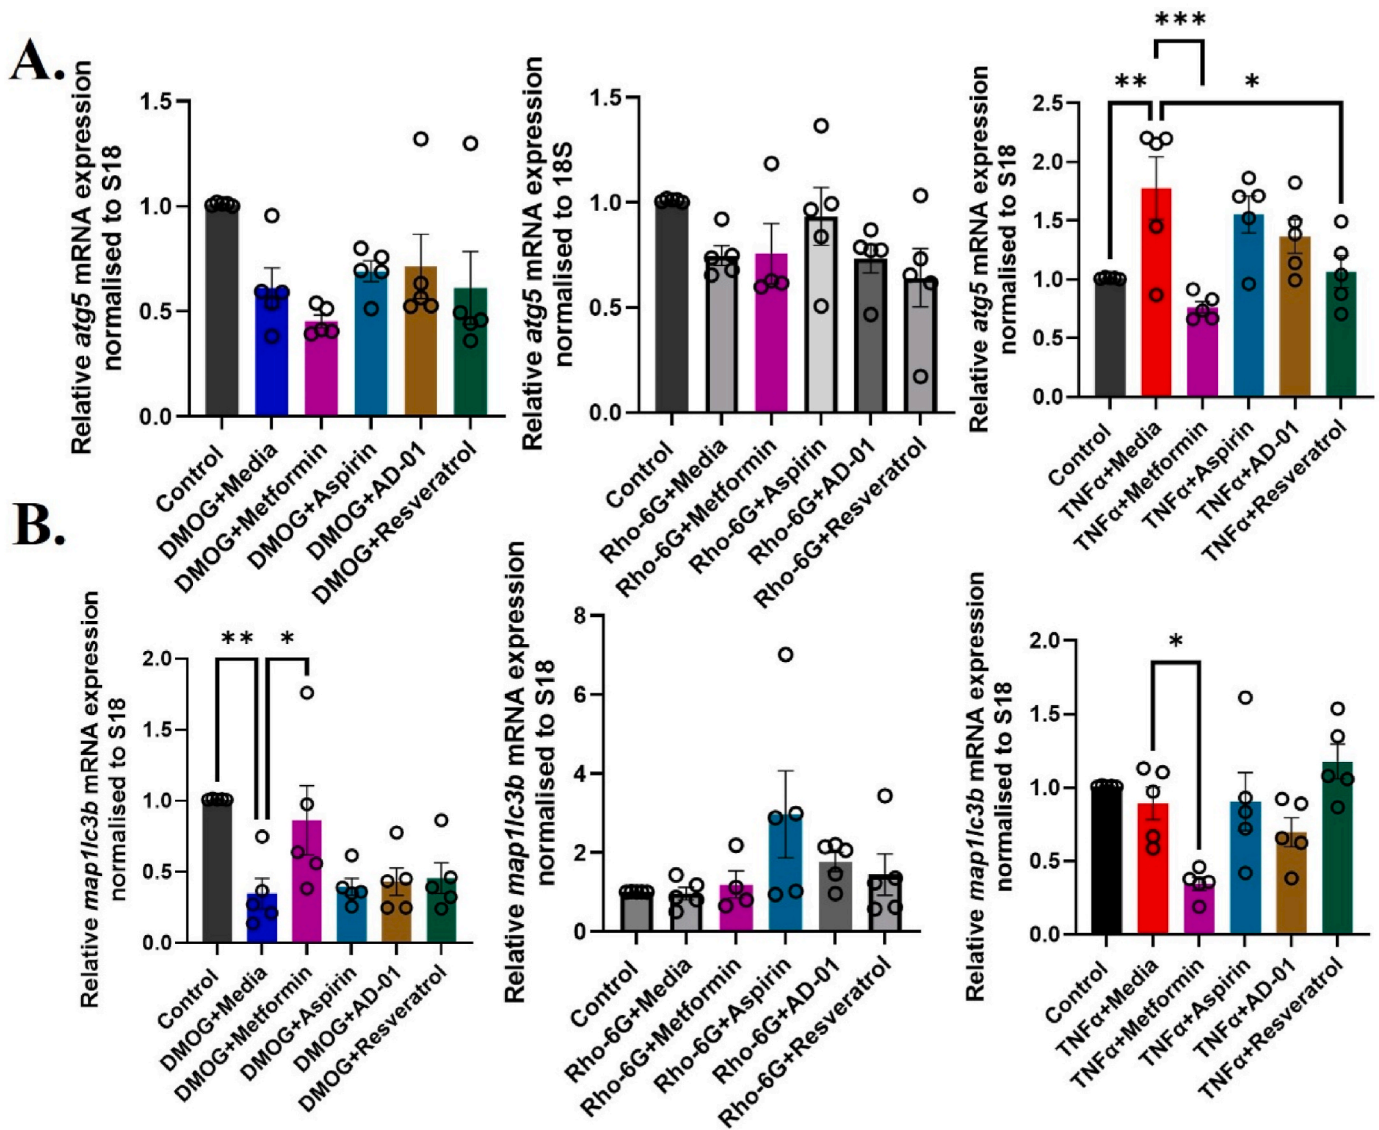 A.
Relative atg5 mRNA expression
normalised to S18
1.5
1.0
0.5
0.0
Control
DMOG+Media
DMOG+Metformin
DMOG+Aspirin
DMOG+AD-01
DMOG+Resveratrol
Relative atg5 mRNA expression
normalised to 18S
1.5
1.0
0.5
0.0
Control
Rho-6G+Media
Rho-6G+Metformin
Rho-6G+Aspirin
Rho-6G+AD-01
Rho-6G+Resveratrol
Relative atg5 mRNA expression
normalised to S18
***
**
*
2.5
2.0
1.5
1.0
0.5
0.0
Control
TNFα+Media
TNFα+Metformin
TNFα+Aspirin
TNFα+AD-01
TNFα+Resveratrol
B.
Relative map1lc3b mRNA expression
normalised to S18
**
*
2.0
1.5
1.0
0.5
0.0
Control
DMOG+Media
DMOG+Metformin
DMOG+Aspirin
DMOG+AD-01
DMOG+Resveratrol
Relative map1lc3b mRNA expression
normalised to S18
8
6
4
2
0
Control
Rho-6G+Media
Rho-6G+Metformin
Rho-6G+Aspirin
Rho-6G+AD-01
Rho-6G+Resveratrol
Relative map1lc3b mRNA expression
normalised to S18
*
2.0
1.5
1.0
0.5
0.0
Control
TNFα+Media
TNFα+Metformin
TNFα+Aspirin
TNFα+AD-01
TNFα+Resveratrol